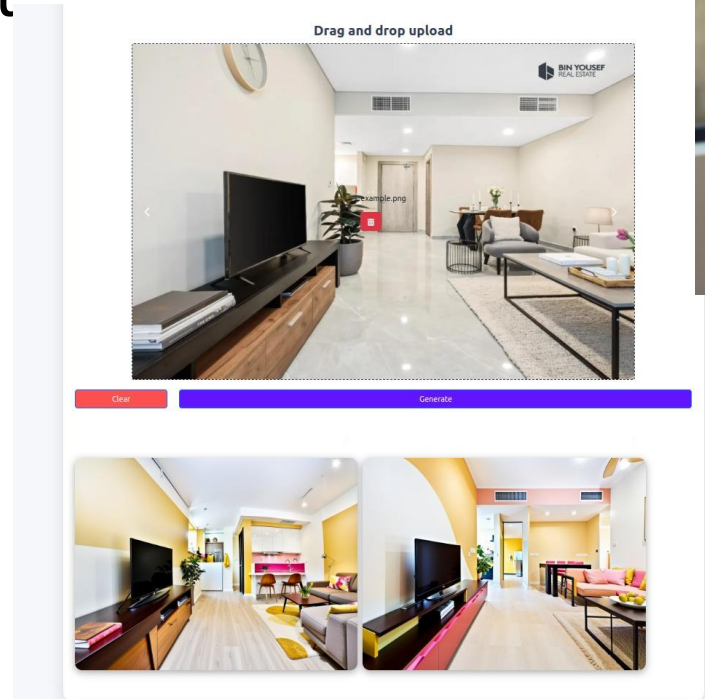 Drag and drop upload
BIN YOUSEF
REAL ESTATE
example.png
Clear
Generate